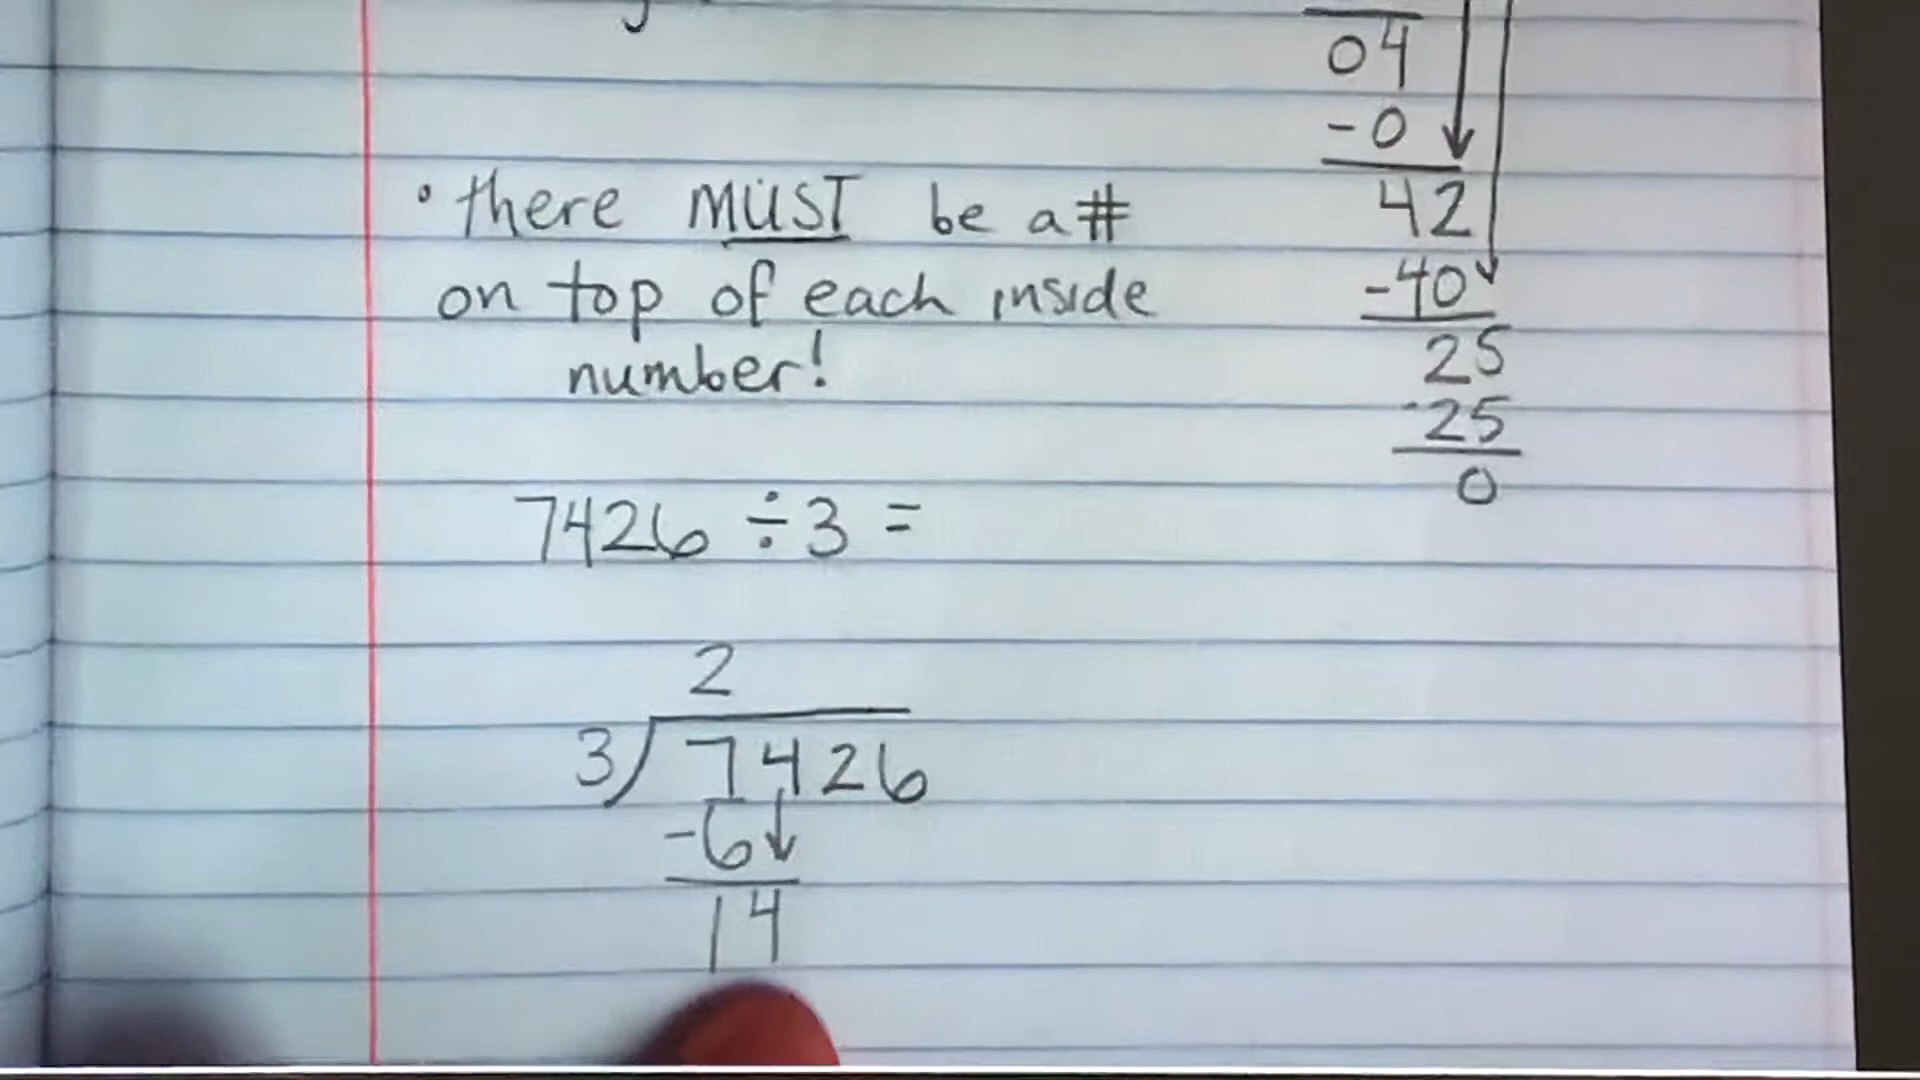 04
-0
42
-40
25
-25
0
• there MUST be a #
on top of each inside
number!
7426 ÷ 3 =
2
3 7426
-6
14